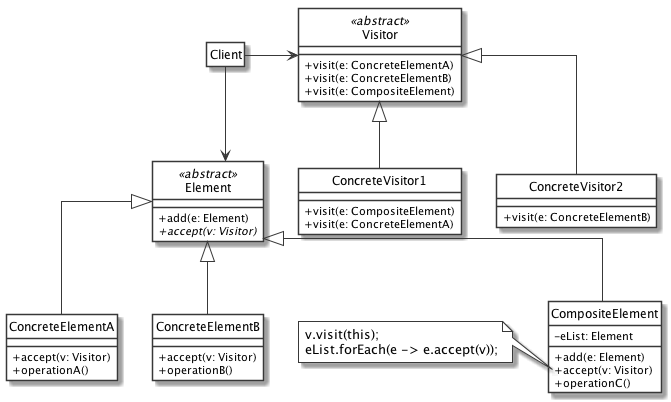 «abstract»
Visitor
+visit(e: ConcreteElementA)
+visit(e: ConcreteElementB)
+visit(e: CompositeElement)
Client
«abstract»
Element
+add(e: Element)
+accept(v: Visitor)
ConcreteVisitor1
+visit(e: CompositeElement)
+visit(e: ConcreteElementA)
ConcreteVisitor2
+visit(e: ConcreteElementB)
ConcreteElementA
+accept(v: Visitor)
+operationA()
ConcreteElementB
+accept(v: Visitor)
+operationB()
v.visit(this);
eList.forEach(e -> e.accept(v));
CompositeElement
-eList: Element
+add(e: Element)
+accept(v: Visitor)
+operationC()